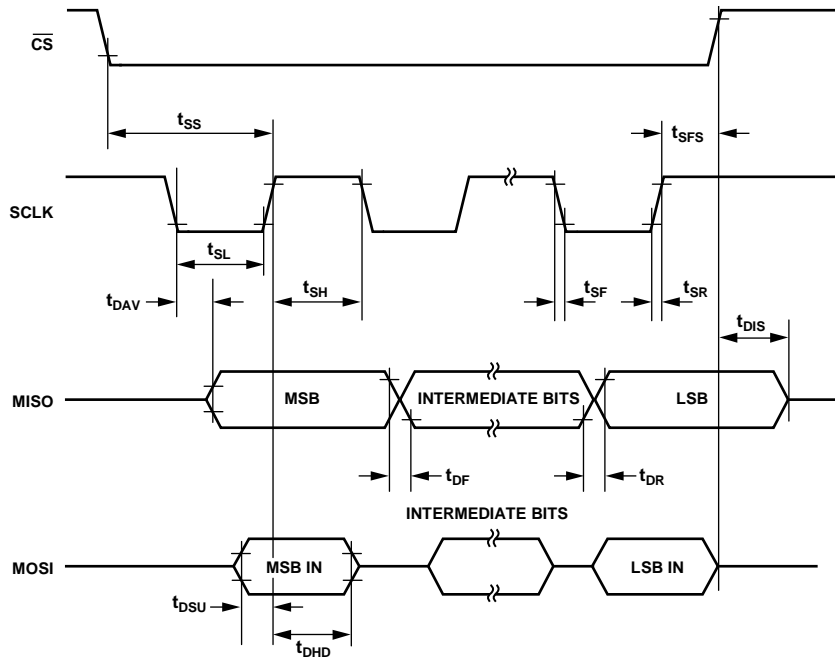 CS
tSS
tSFS
SCLK
tSL
tSH
tSF
tSR
tDAV
tDIS
MISO
MSB
INTERMEDIATE BITS
LSB
tDF
tDR
INTERMEDIATE BITS
MOSI
MSB IN
LSB IN
tDSU
tDHD